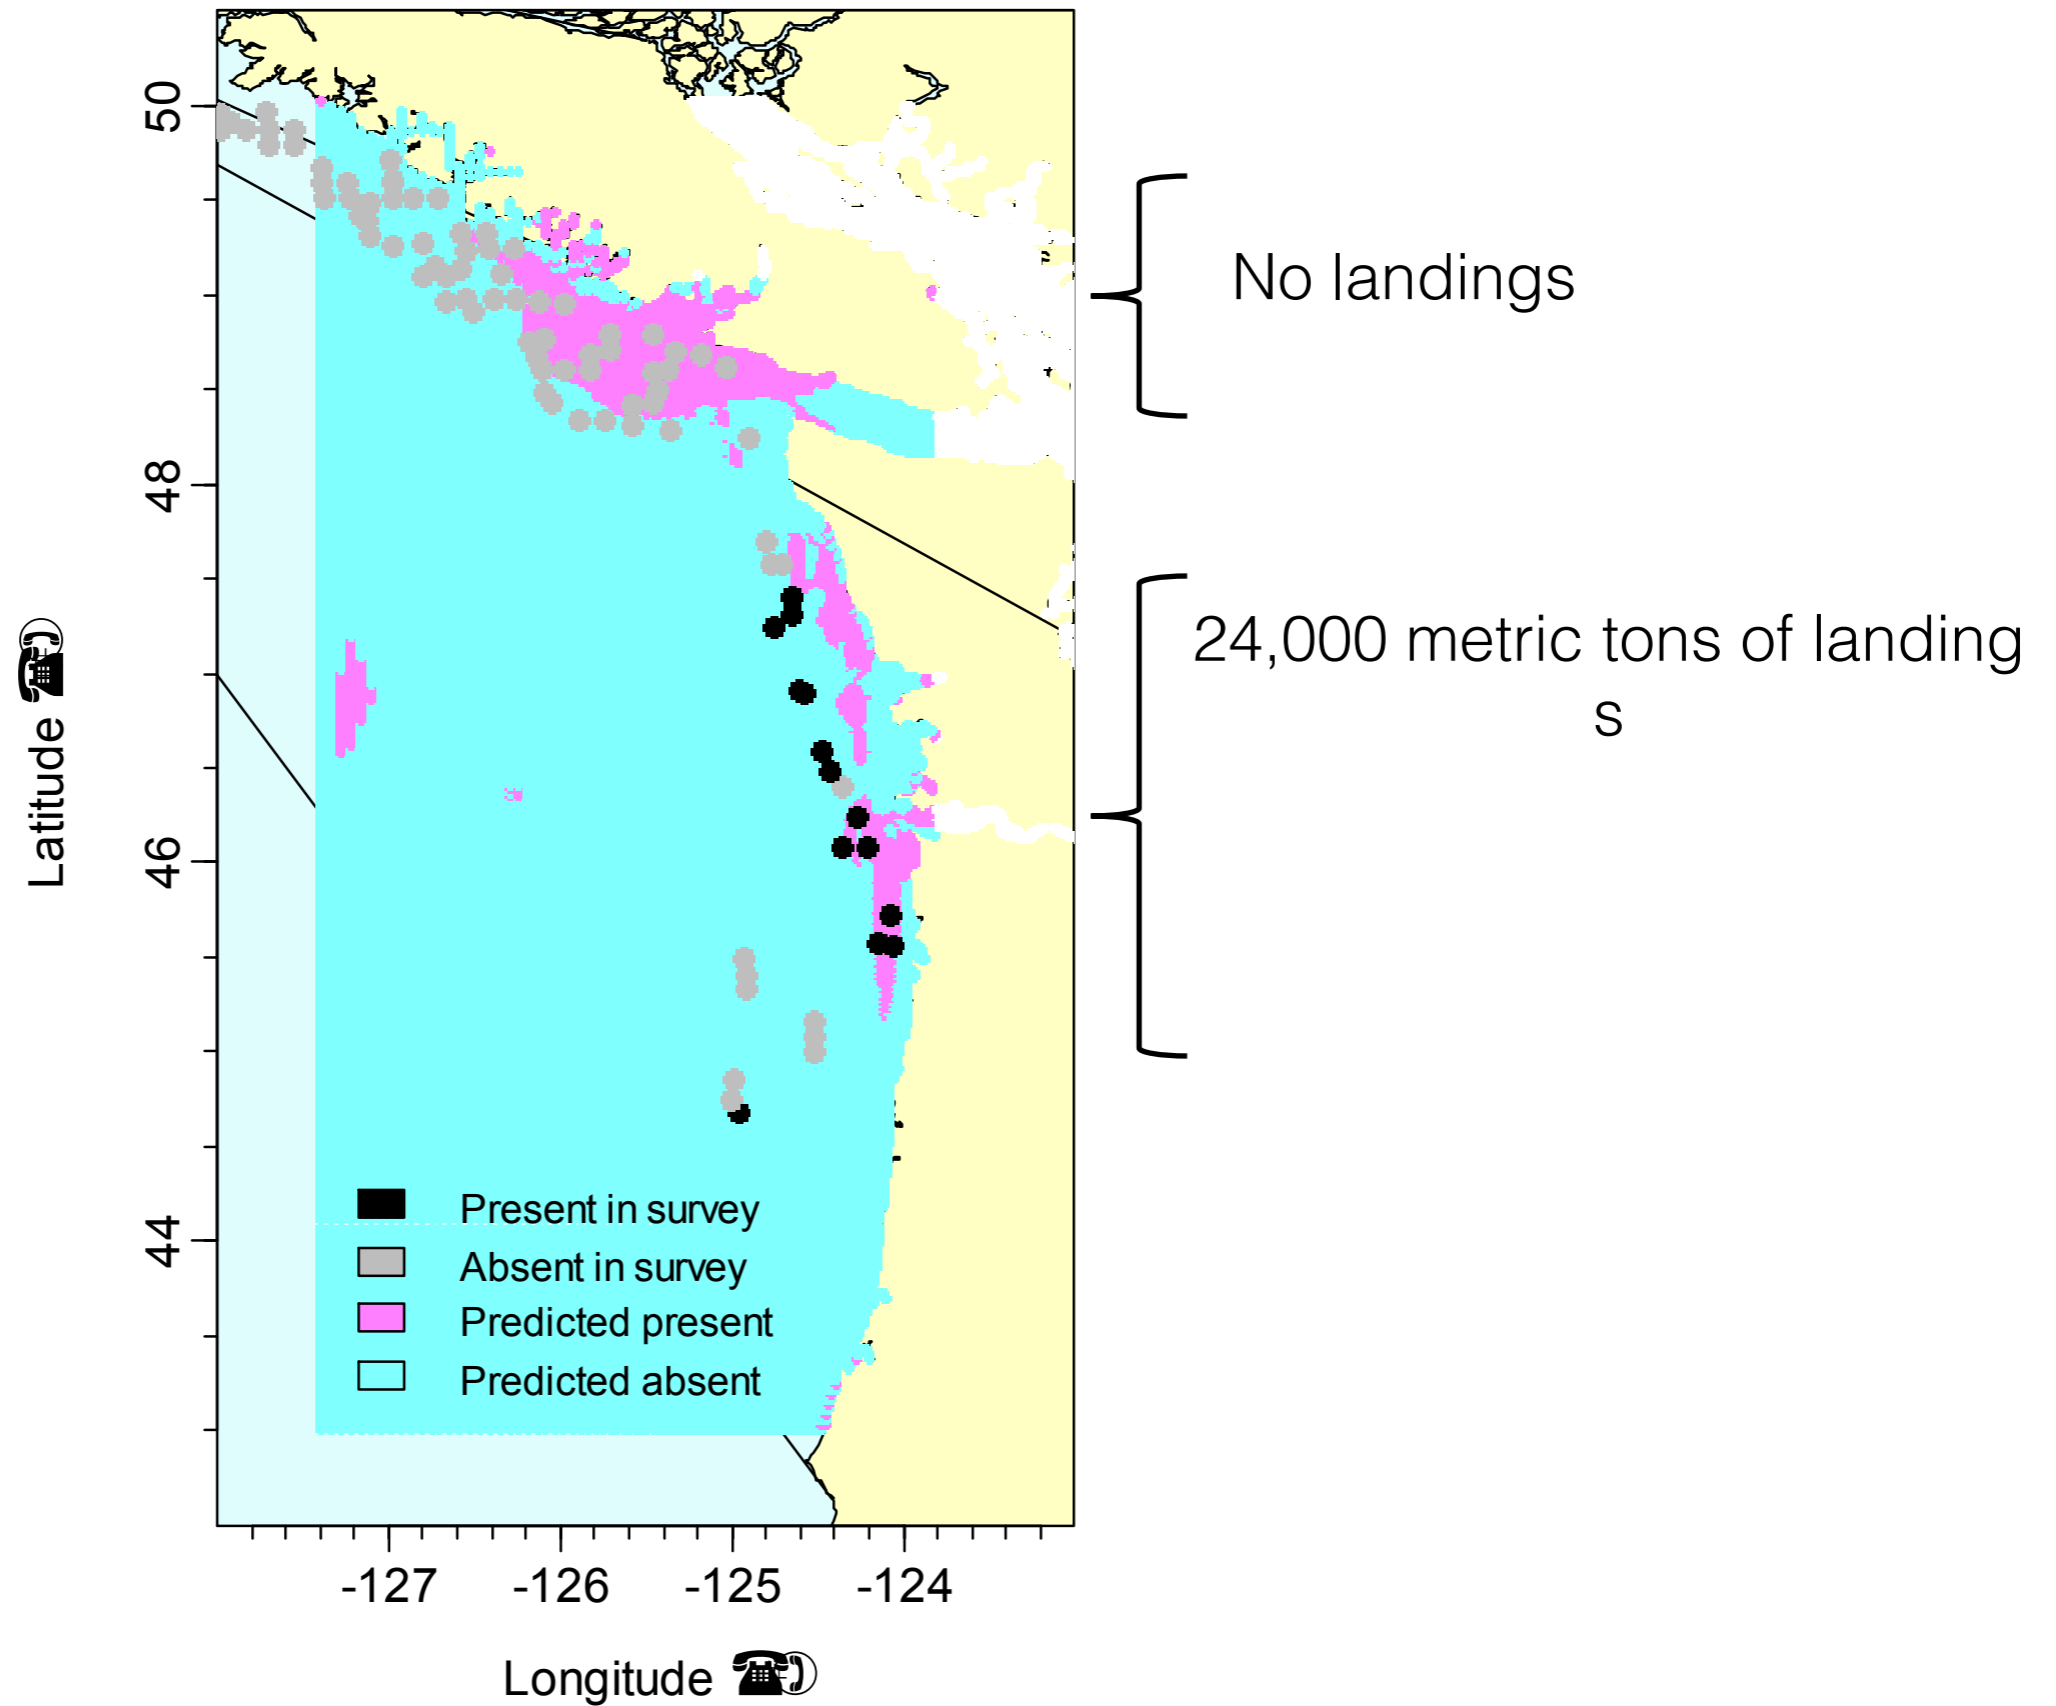 50
48
46
44
Latitude ☎✆
No landings
24,000 metric tons of landing
s
Present in survey
Absent in survey
Predicted present
Predicted absent
-127 -126 -125 -124
Longitude ☎✆